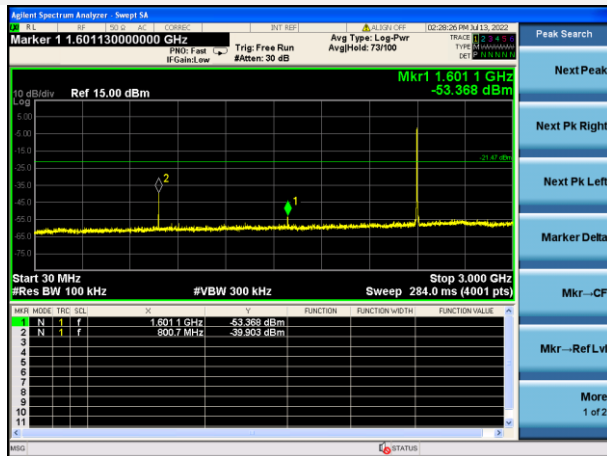 Agilent Spectrum Analyzer - Swept SA
RL RF 50 Ω AC CORREC INT REF ALIGN OFF 02:28:26 PM Jul 13, 2022
Marker 1 1.601130000000 GHz
PNO: Fast
IFGain:Low
Trig: Free Run
#Atten: 30 dB
Avg Type: Log-Pwr
Avg|Hold: 73/100
TRACE 1 2 3 4 5 6
TYPE M
DET P N N N N N
Peak Search
Mkr1 1.601 1 GHz
-53.368 dBm
10 dB/div
Log
Ref 15.00 dBm
5.00
-5.00
-15.0
-25.0
-35.0
-45.0
-55.0
-65.0
-75.0
-21.47 dBm
2
1
Start 30 MHz
Stop 3.000 GHz
#Res BW 100 kHz
#VBW 300 kHz
Sweep 284.0 ms (4001 pts)
MKR MODE TRC SCL X Y FUNCTION FUNCTION WIDTH FUNCTION VALUE
1 N 1 f 1.601 1 GHz -53.368 dBm
2 N 1 f 800.7 MHz -39.903 dBm
3
4
5
6
7
8
9
10
11
MSG
STATUS
Next Peak
Next Pk Right
Next Pk Left
Marker Delta
Mkr→CF
Mkr→Ref Lvl
More
1 of 2